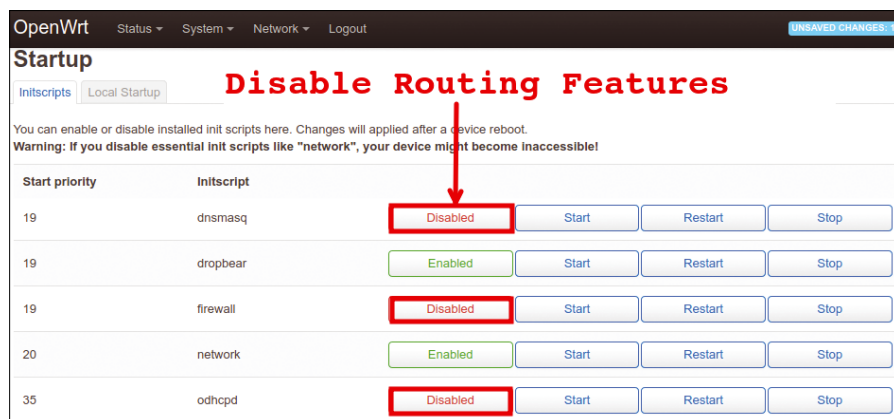 OpenWrt Status System Network Logout UNSAVED CHANGES:
Startup
Initscripts Local Startup
Disable Routing Features
You can enable or disable installed init scripts here. Changes will applied after a device reboot.
Warning: If you disable essential init scripts like "network", your device might become inaccessible!
Start priority Initscript
19 dnsmasq Disabled Start Restart Stop
19 dropbear Enabled Start Restart Stop
19 firewall Disabled Start Restart Stop
20 network Enabled Start Restart Stop
35 odhcpd Disabled Start Restart Stop